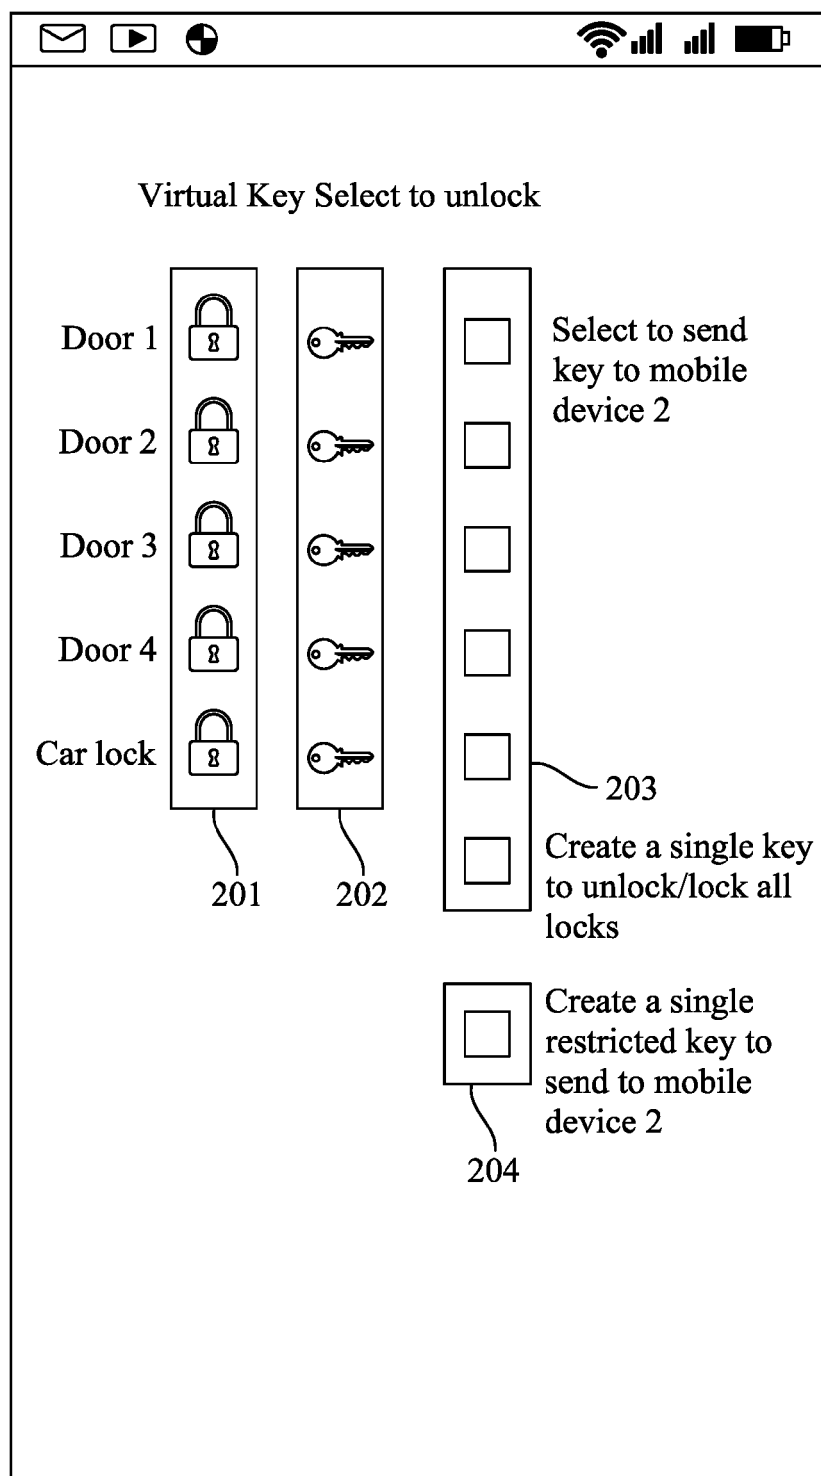 Virtual Key Select to unlock
Door 1
Select to send
key to mobile
device 2
Door 2
Door 3
Door 4
Car lock
203
201
202
Create a single key
to unlock/lock all
locks
Create a single
restricted key to
send to mobile
device 2
204